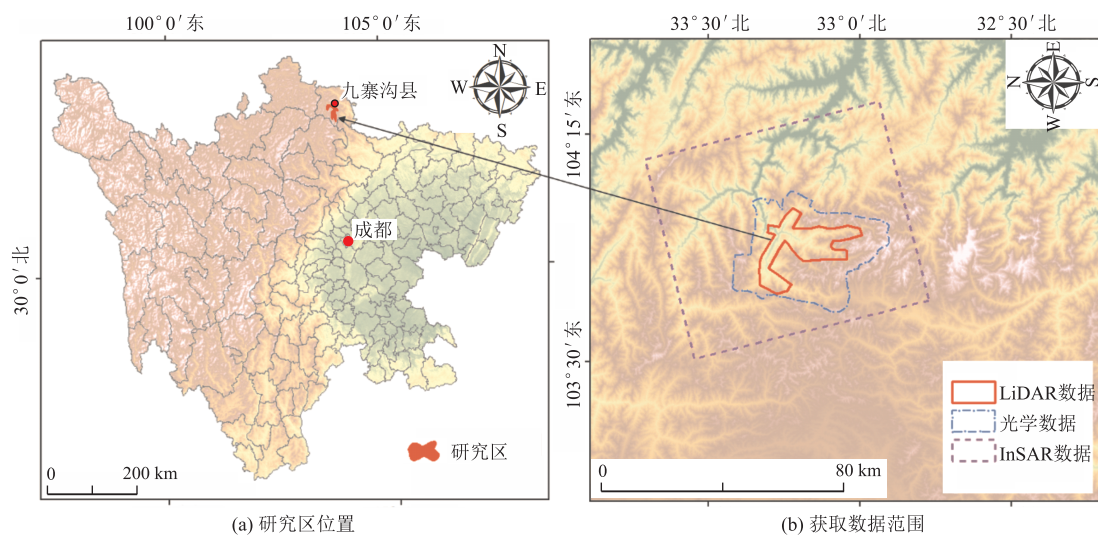 100°0′东
105°0′东
30°0′北
九寨沟县
成都
N
W
E
S
研究区
0
200 km
(a) 研究区位置
33°30′北
33°0′北
32°30′北
104°15′东
103°30′东
E
N
S
W
LiDAR数据
光学数据
InSAR数据
0
80 km
(b) 获取数据范围